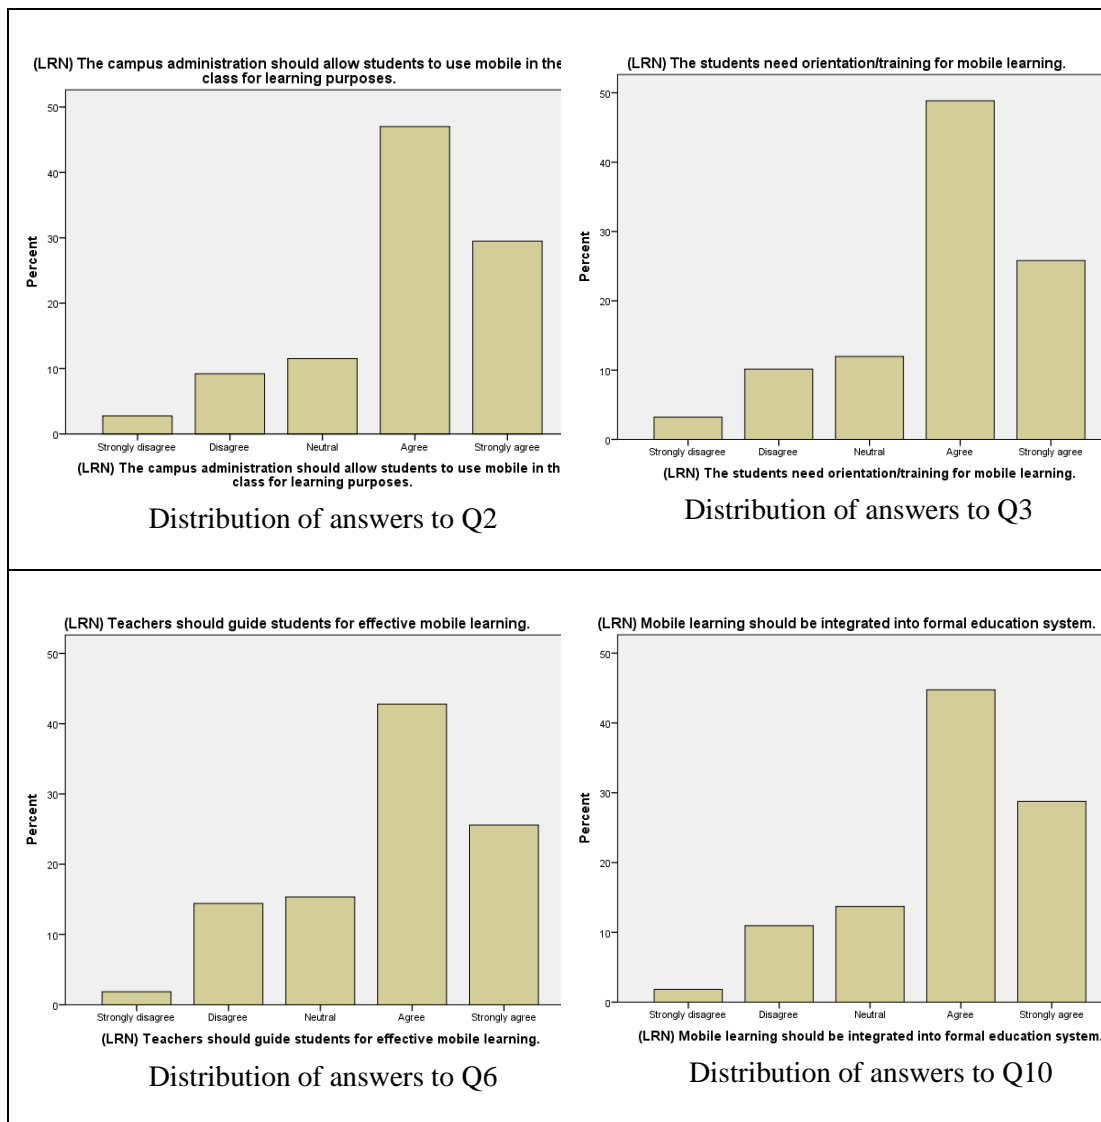 (LRN) The campus administration should allow students to use mobile in the
class for learning purposes.
Percent
50
40
30
20
10
0
Strongly disagree
Disagree
Neutral
Agree
Strongly agree
(LRN) The campus administration should allow students to use mobile in th
class for learning purposes.
Distribution of answers to Q2
(LRN) The students need orientation/training for mobile learning.
Percent
50
40
30
20
10
0
Strongly disagree
Disagree
Neutral
Agree
Strongly agree
(LRN) The students need orientation/training for mobile learning.
Distribution of answers to Q3
(LRN) Teachers should guide students for effective mobile learning.
Percent
50
40
30
20
10
0
Strongly disagree
Disagree
Neutral
Agree
Strongly agree
(LRN) Teachers should guide students for effective mobile learning.
Distribution of answers to Q6
(LRN) Mobile learning should be integrated into formal education system.
Percent
50
40
30
20
10
0
Strongly disagree
Disagree
Neutral
Agree
Strongly agree
(LRN) Mobile learning should be integrated into formal education system.
Distribution of answers to Q10